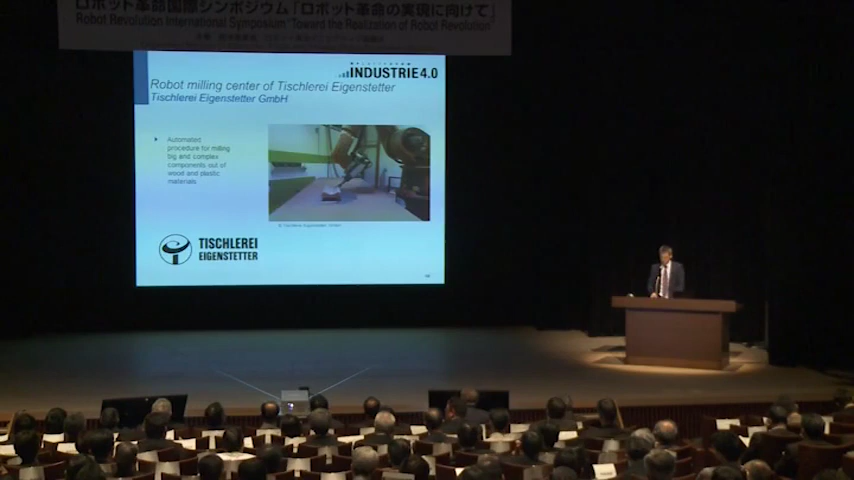 ロボット革命国際シンポジウム「ロボット革命の実現に向けて」
Robot Revolution International Symposium "Toward the Realization of Robot Revolution"
INDUSTRIE 4.0
Robot milling center of Tischlerei Eigenstetter
Tischlerei Eigenstetter GmbH
Automated
procedure for milling
big and complex
components out of
wood and plastic
materials
© Tischlerei Eigenstetter GmbH
TISCHLEREI
EIGENSTETTER